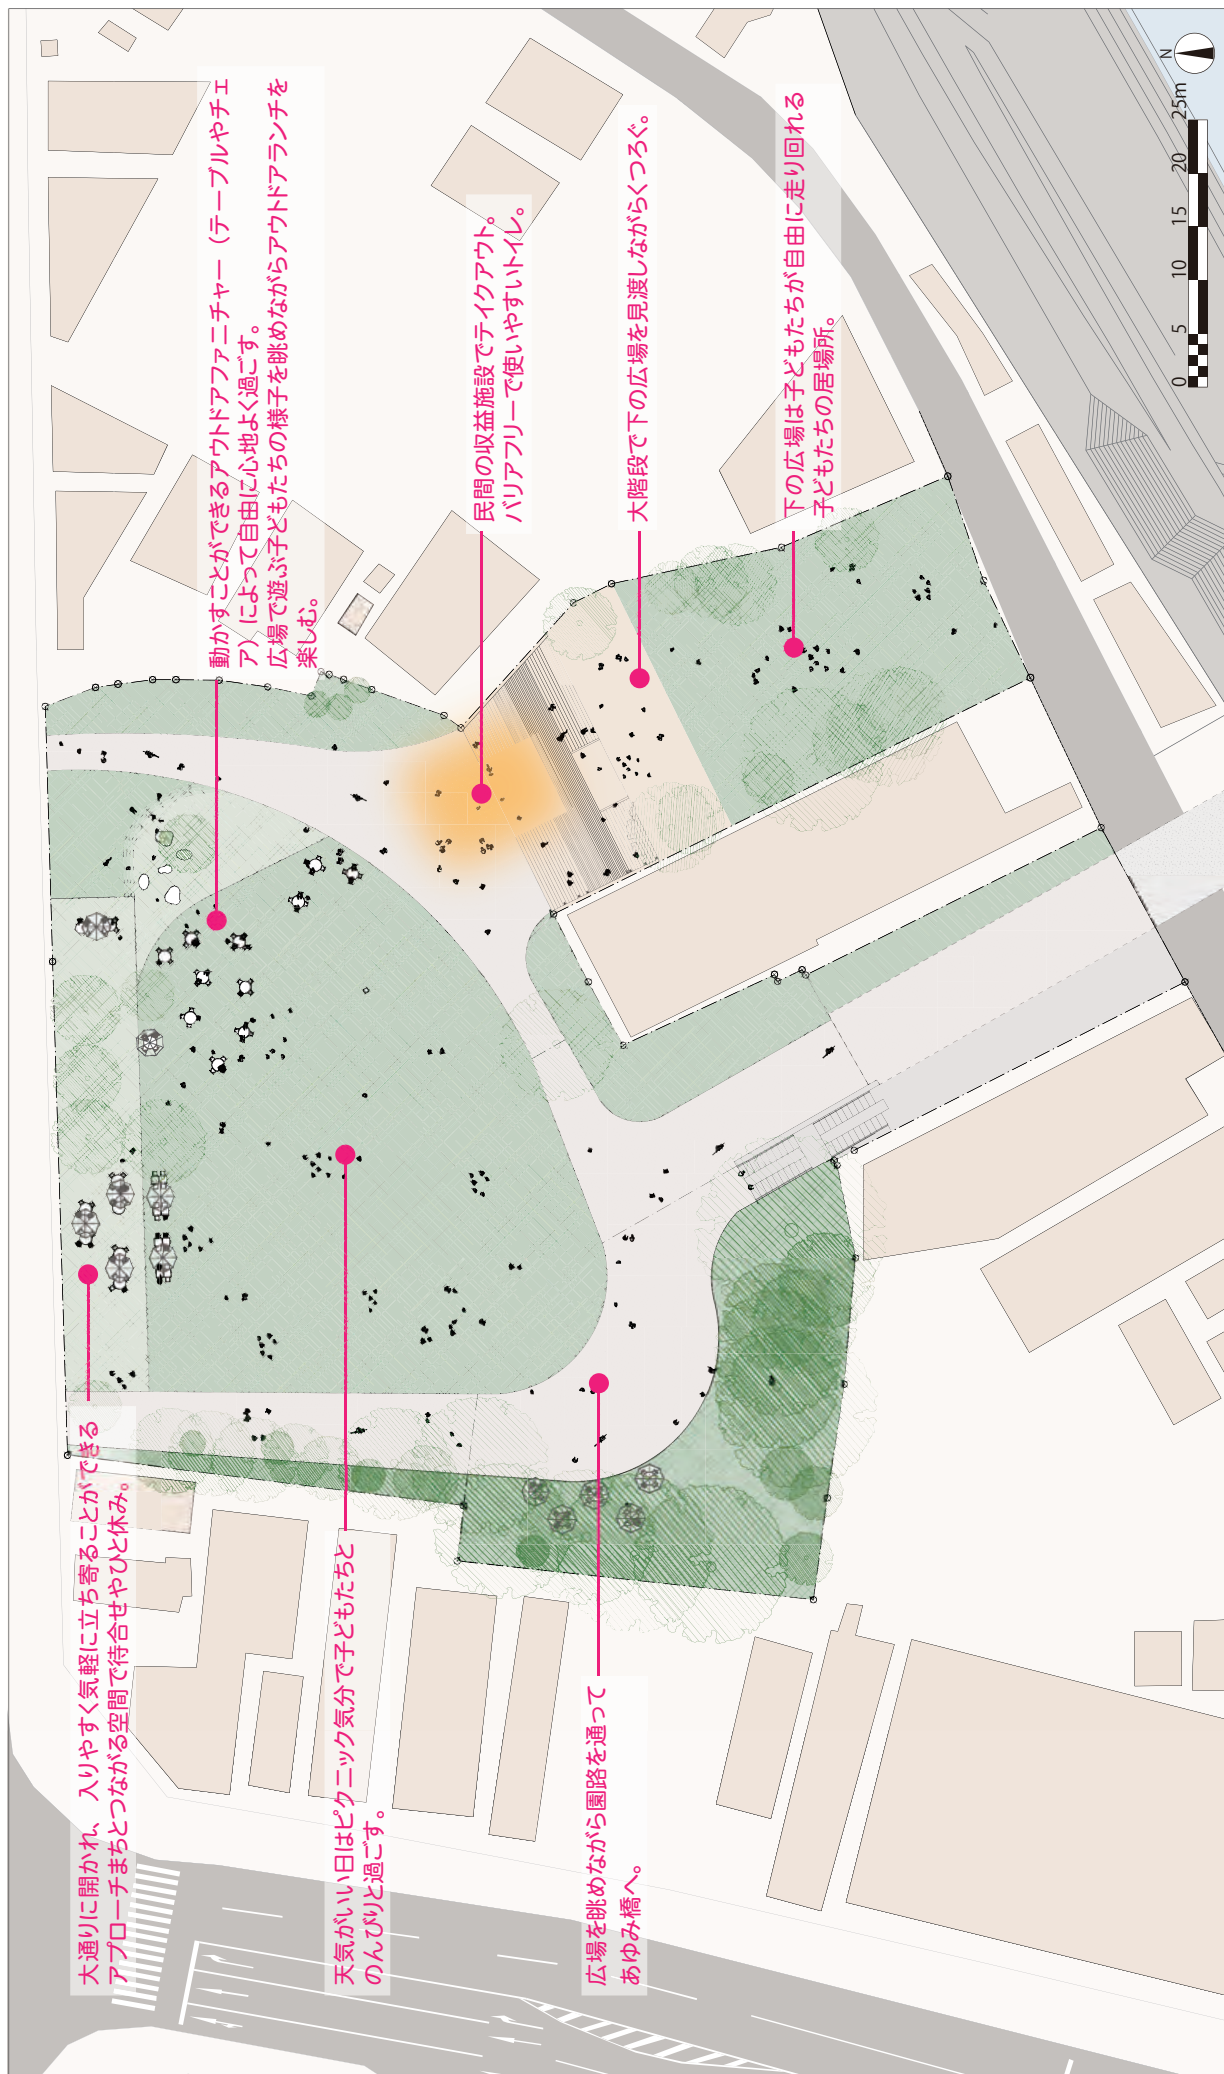 大通りに開かれ、入りやすく気軽に立ち寄ることができる
アプローチまちとつながる空間で待合せやひと休み。
動かすことができるアウトドアファニチャー（テーブルやチェ
ア）によって自由に心地よく過ごす。
広場で遊ぶ子どもたちの様子を眺めながらアウトドアランチを
楽しむ。
天気がいい日はピクニック気分で子どもたちと
のんびりと過ごす。
民間の収益施設でテイクアウト。
バリアフリーで使いやすいトイレ。
広場を眺めながら園路を通って
あゆみ橋へ。
大階段で下の広場を見渡しながらくつろぐ。
下の広場は子どもたちが自由に走り回れる
子どもたちの居場所。
N
0 5 10 15 20 25m